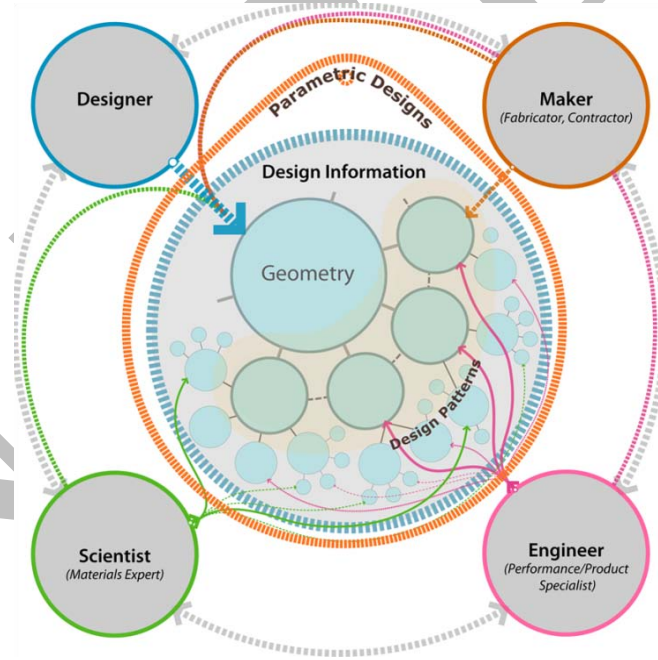 Parametric Designs
Designer
Maker
(Fabricator, Contractor)
Design Information
Geometry
Design Patterns
Scientist
(Materials Expert)
Engineer
(Performance/Product
Specialist)